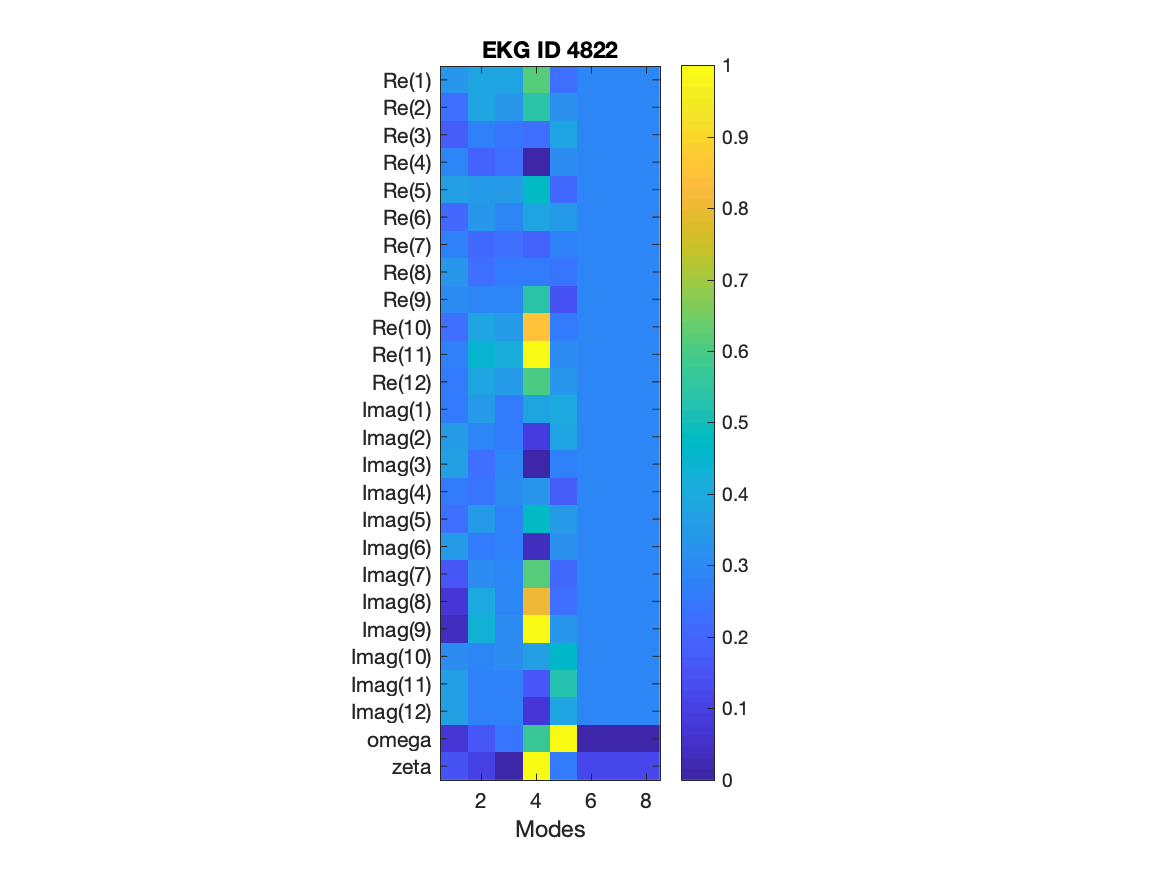 EKG ID 4822
Re(1)
Re(2)
Re(3)
Re(4)
Re(5)
Re(6)
Re(7)
Re(8)
Re(9)
Re(10)
Re(11)
Re(12)
Imag(1)
Imag(2)
Imag(3)
Imag(4)
Imag(5)
Imag(6)
Imag(7)
Imag(8)
Imag(9)
Imag(10)
Imag(11)
Imag(12)
omega
zeta
2 4 6 8
Modes
1
0.9
0.8
0.7
0.6
0.5
0.4
0.3
0.2
0.1
0